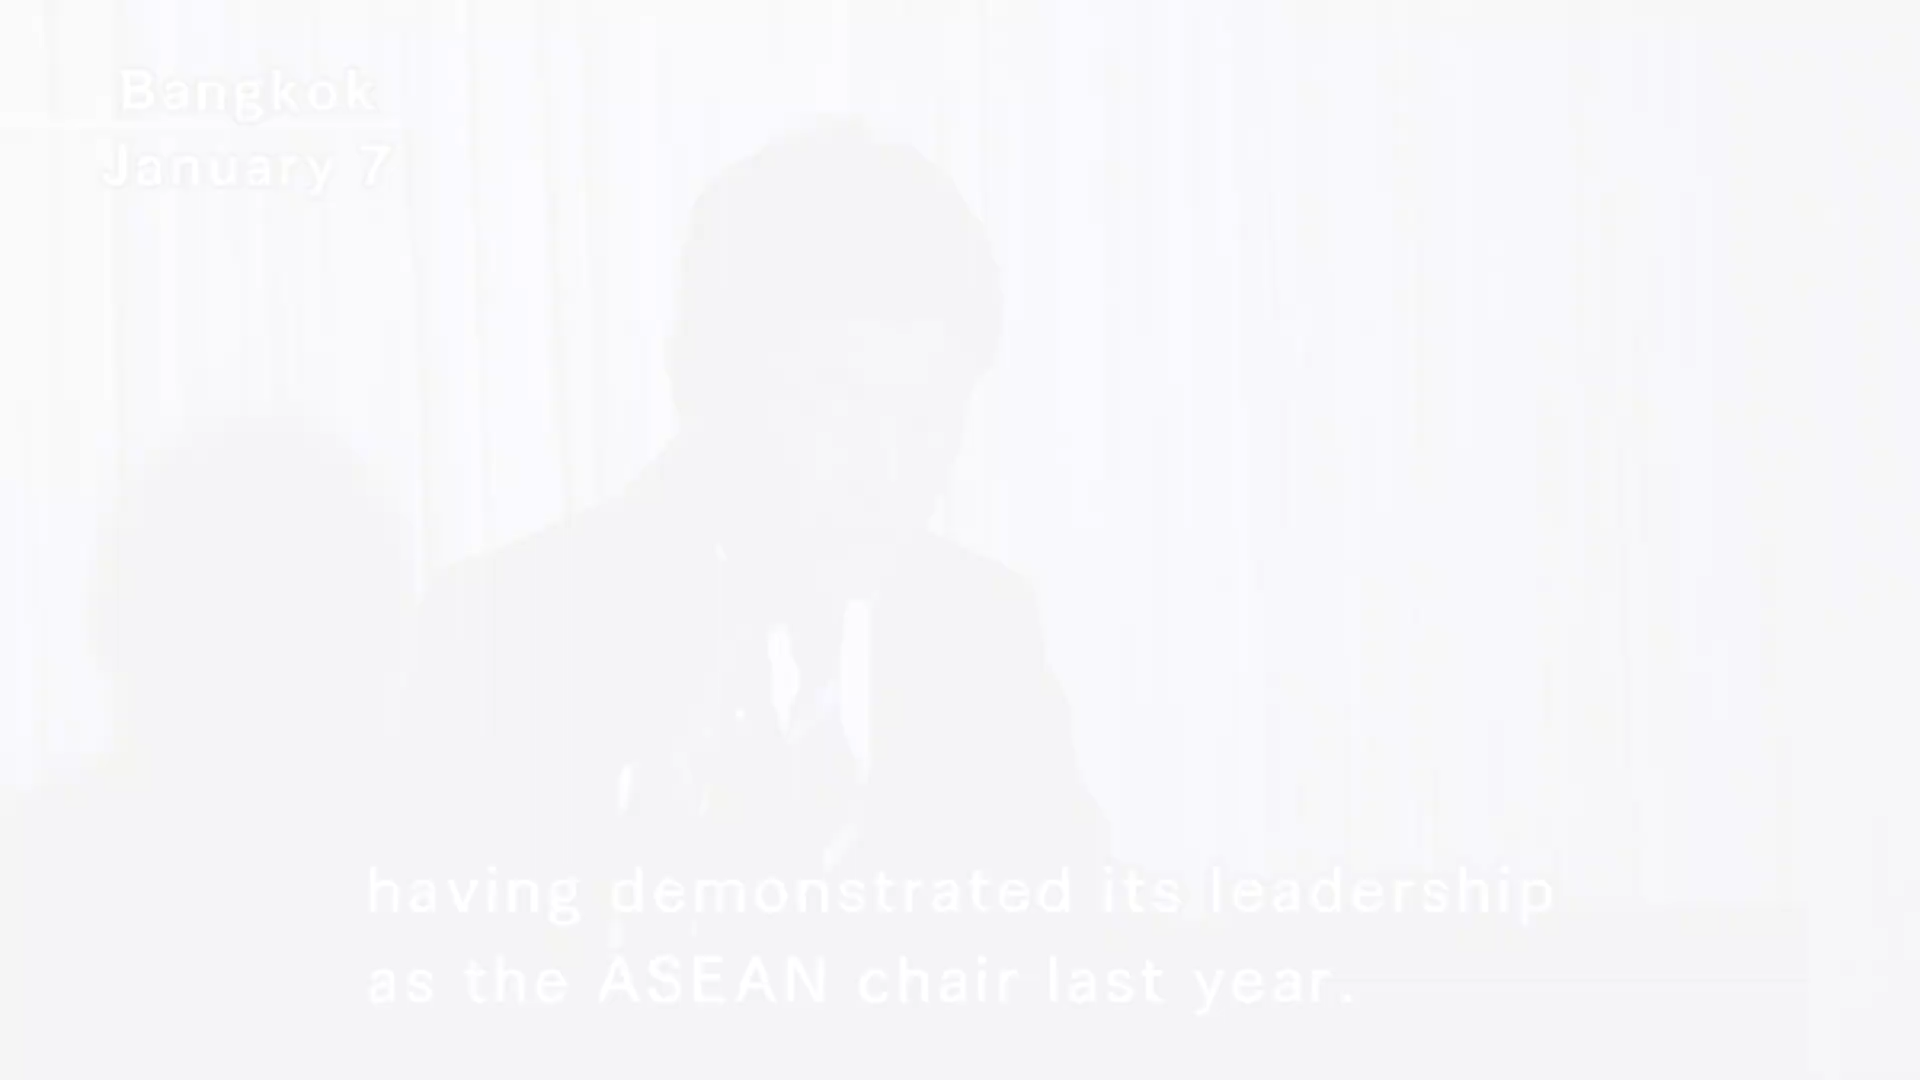 Bangkok
January 7
having demonstrated its leadership
as the ASEAN chair last year.